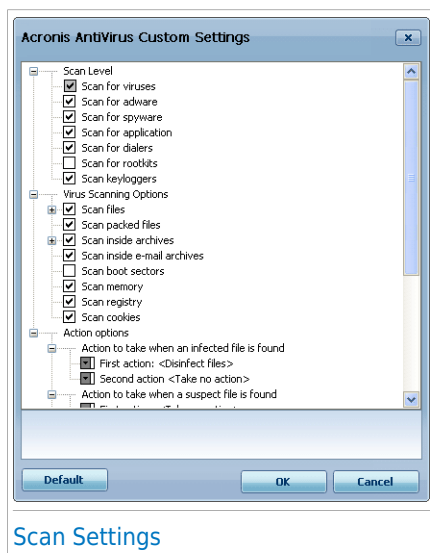 Acronis AntiVirus Custom Settings
Scan Level
Scan for viruses
Scan for adware
Scan for spyware
Scan for application
Scan for dialers
Scan for rootkits
Scan keyloggers
Virus Scanning Options
Scan files
Scan packed files
Scan inside archives
Scan inside e-mail archives
Scan boot sectors
Scan memory
Scan registry
Scan cookies
Action options
Action to take when an infected file is found
First action: <Disinfect files>
Second action <Take no action>
Action to take when a suspect file is found
Default
OK
Cancel
Scan Settings